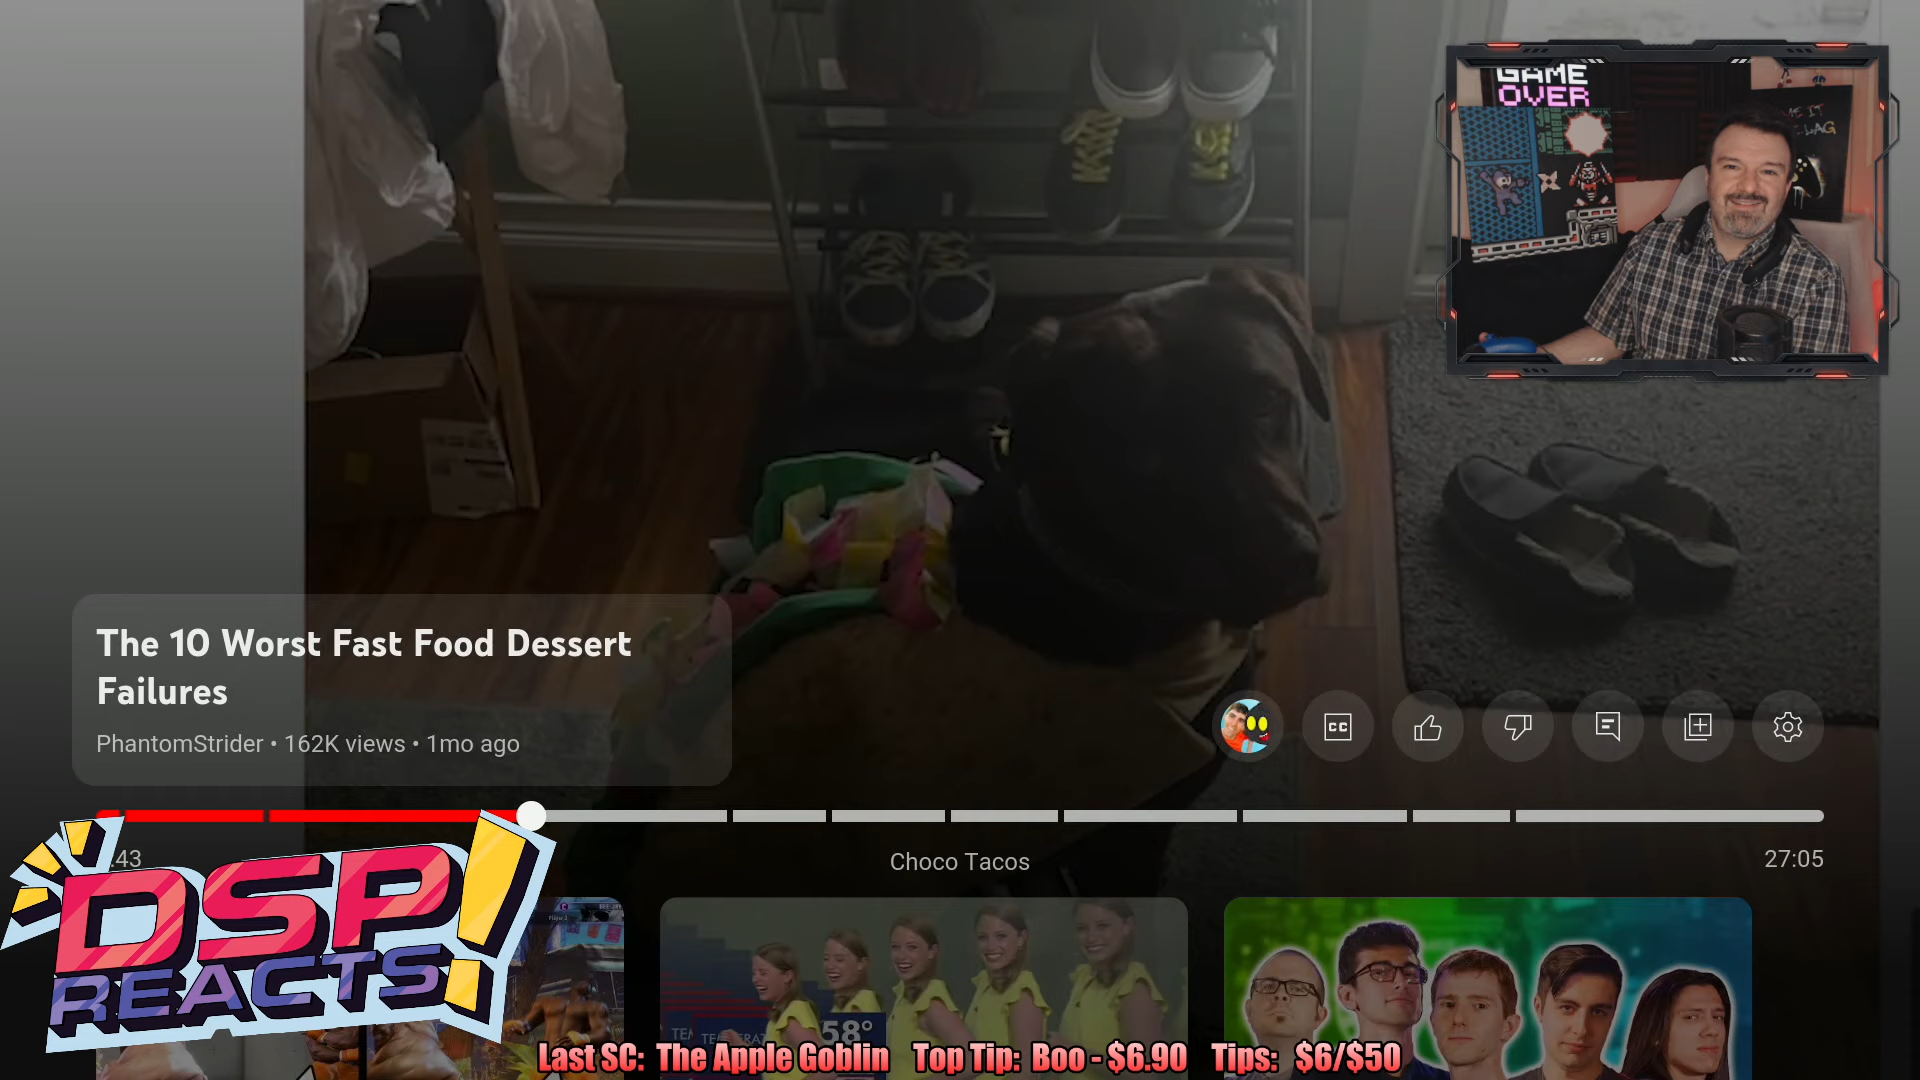 GAME
OVER
LAG
The 10 Worst Fast Food Dessert
Failures
PhantomStrider • 162K views • 1mo ago
CC
:43
Choco Tacos
27:05
DSP!
REACTS!
58°
Last SC: The Apple Goblin Top Tip: Boo - $6.90 Tips: $6/$50